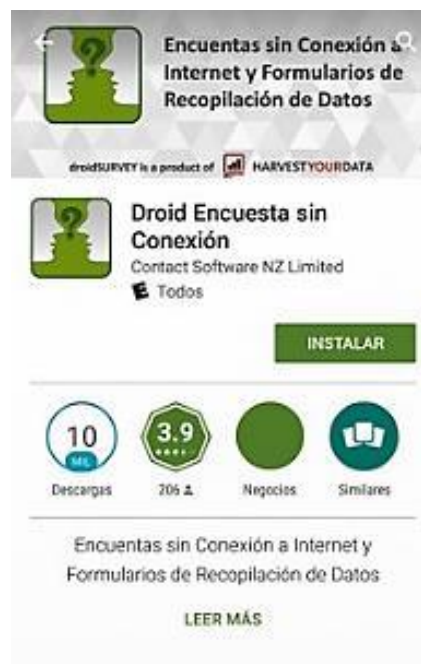 Encuentas sin Conexión a
Internet y Formularios de
Recopilación de Datos
droidSURVEY is a product of HARVESTYOURDATA
Droid Encuesta sin
Conexión
Contact Software NZ Limited
E Todos
INSTALAR
10
MIL
3.9
Descargas
206
Negocios
Similares
Encuentas sin Conexión a Internet y
Formularios de Recopilación de Datos
LEER MÁS